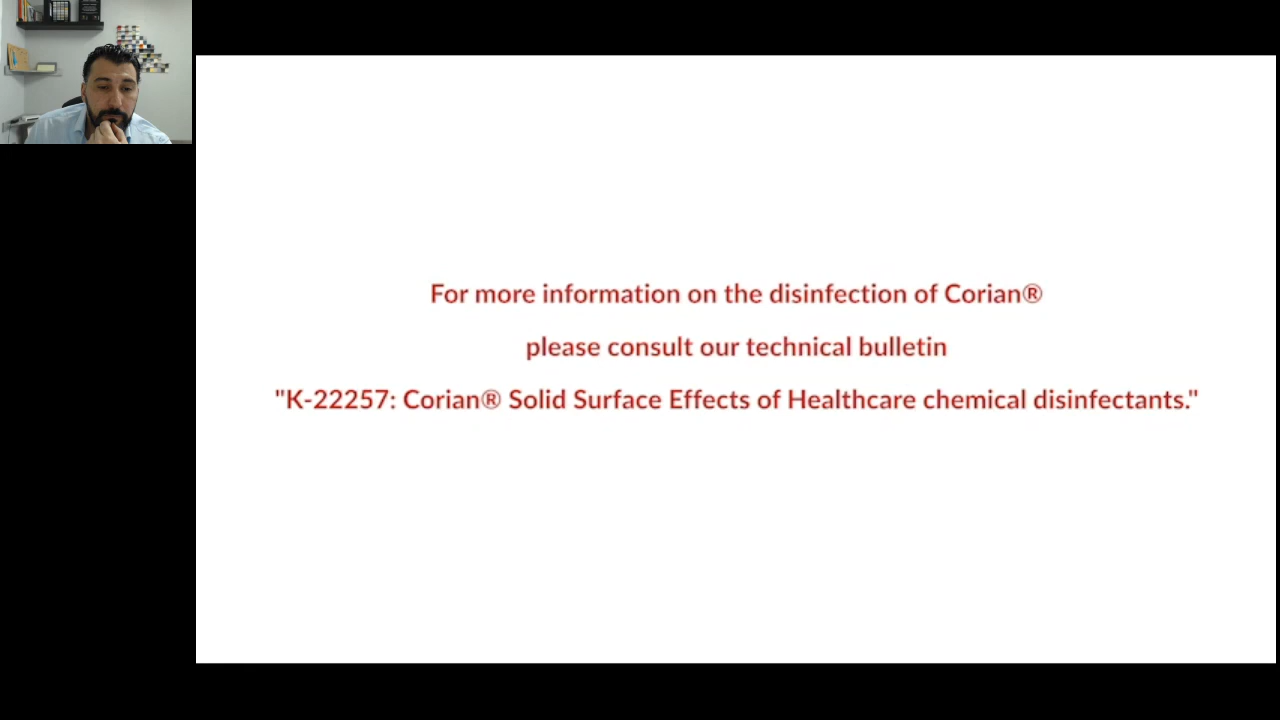 For more information on the disinfection of Corian®
please consult our technical bulletin
"K-22257: Corian® Solid Surface Effects of Healthcare chemical disinfectants."